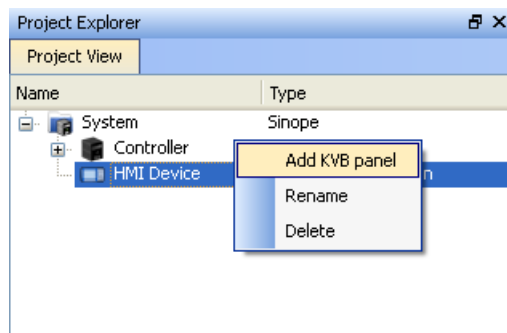 Project Explorer
Project View
Name Type
System Sinope
Controller
HMI Device n
Add KVB panel
Rename
Delete